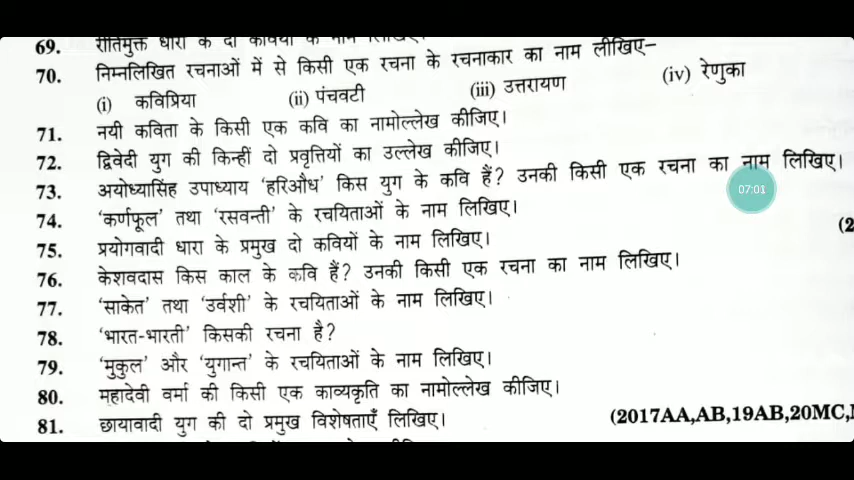 69. रीतिमुक्त धारा के दो कवियों के नाम लिखिए।
70. निम्नलिखित रचनाओं में से किसी एक रचना के रचनाकार का नाम लीखिए–
(i) कविप्रिया (ii) पंचवटी (iii) उत्तरायण (iv) रेणुका
71. नयी कविता के किसी एक कवि का नामोल्लेख कीजिए।
72. द्विवेदी युग की किन्हीं दो प्रवृत्तियों का उल्लेख कीजिए।
73. अयोध्यासिंह उपाध्याय 'हरिऔध' किस युग के कवि हैं? उनकी किसी एक रचना का नाम लिखिए।
07:01
74. 'कर्णफूल' तथा 'रसवन्ती' के रचयिताओं के नाम लिखिए। (2
75. प्रयोगवादी धारा के प्रमुख दो कवियों के नाम लिखिए।
76. केशवदास किस काल के कवि हैं? उनकी किसी एक रचना का नाम लिखिए।
77. 'साकेत' तथा 'उर्वशी' के रचयिताओं के नाम लिखिए।
78. 'भारत-भारती' किसकी रचना है?
79. 'मुकुल' और 'युगान्त' के रचयिताओं के नाम लिखिए।
80. महादेवी वर्मा की किसी एक काव्यकृति का नामोल्लेख कीजिए।
81. छायावादी युग की दो प्रमुख विशेषताएँ लिखिए। (2017AA,AB,19AB,20MC,